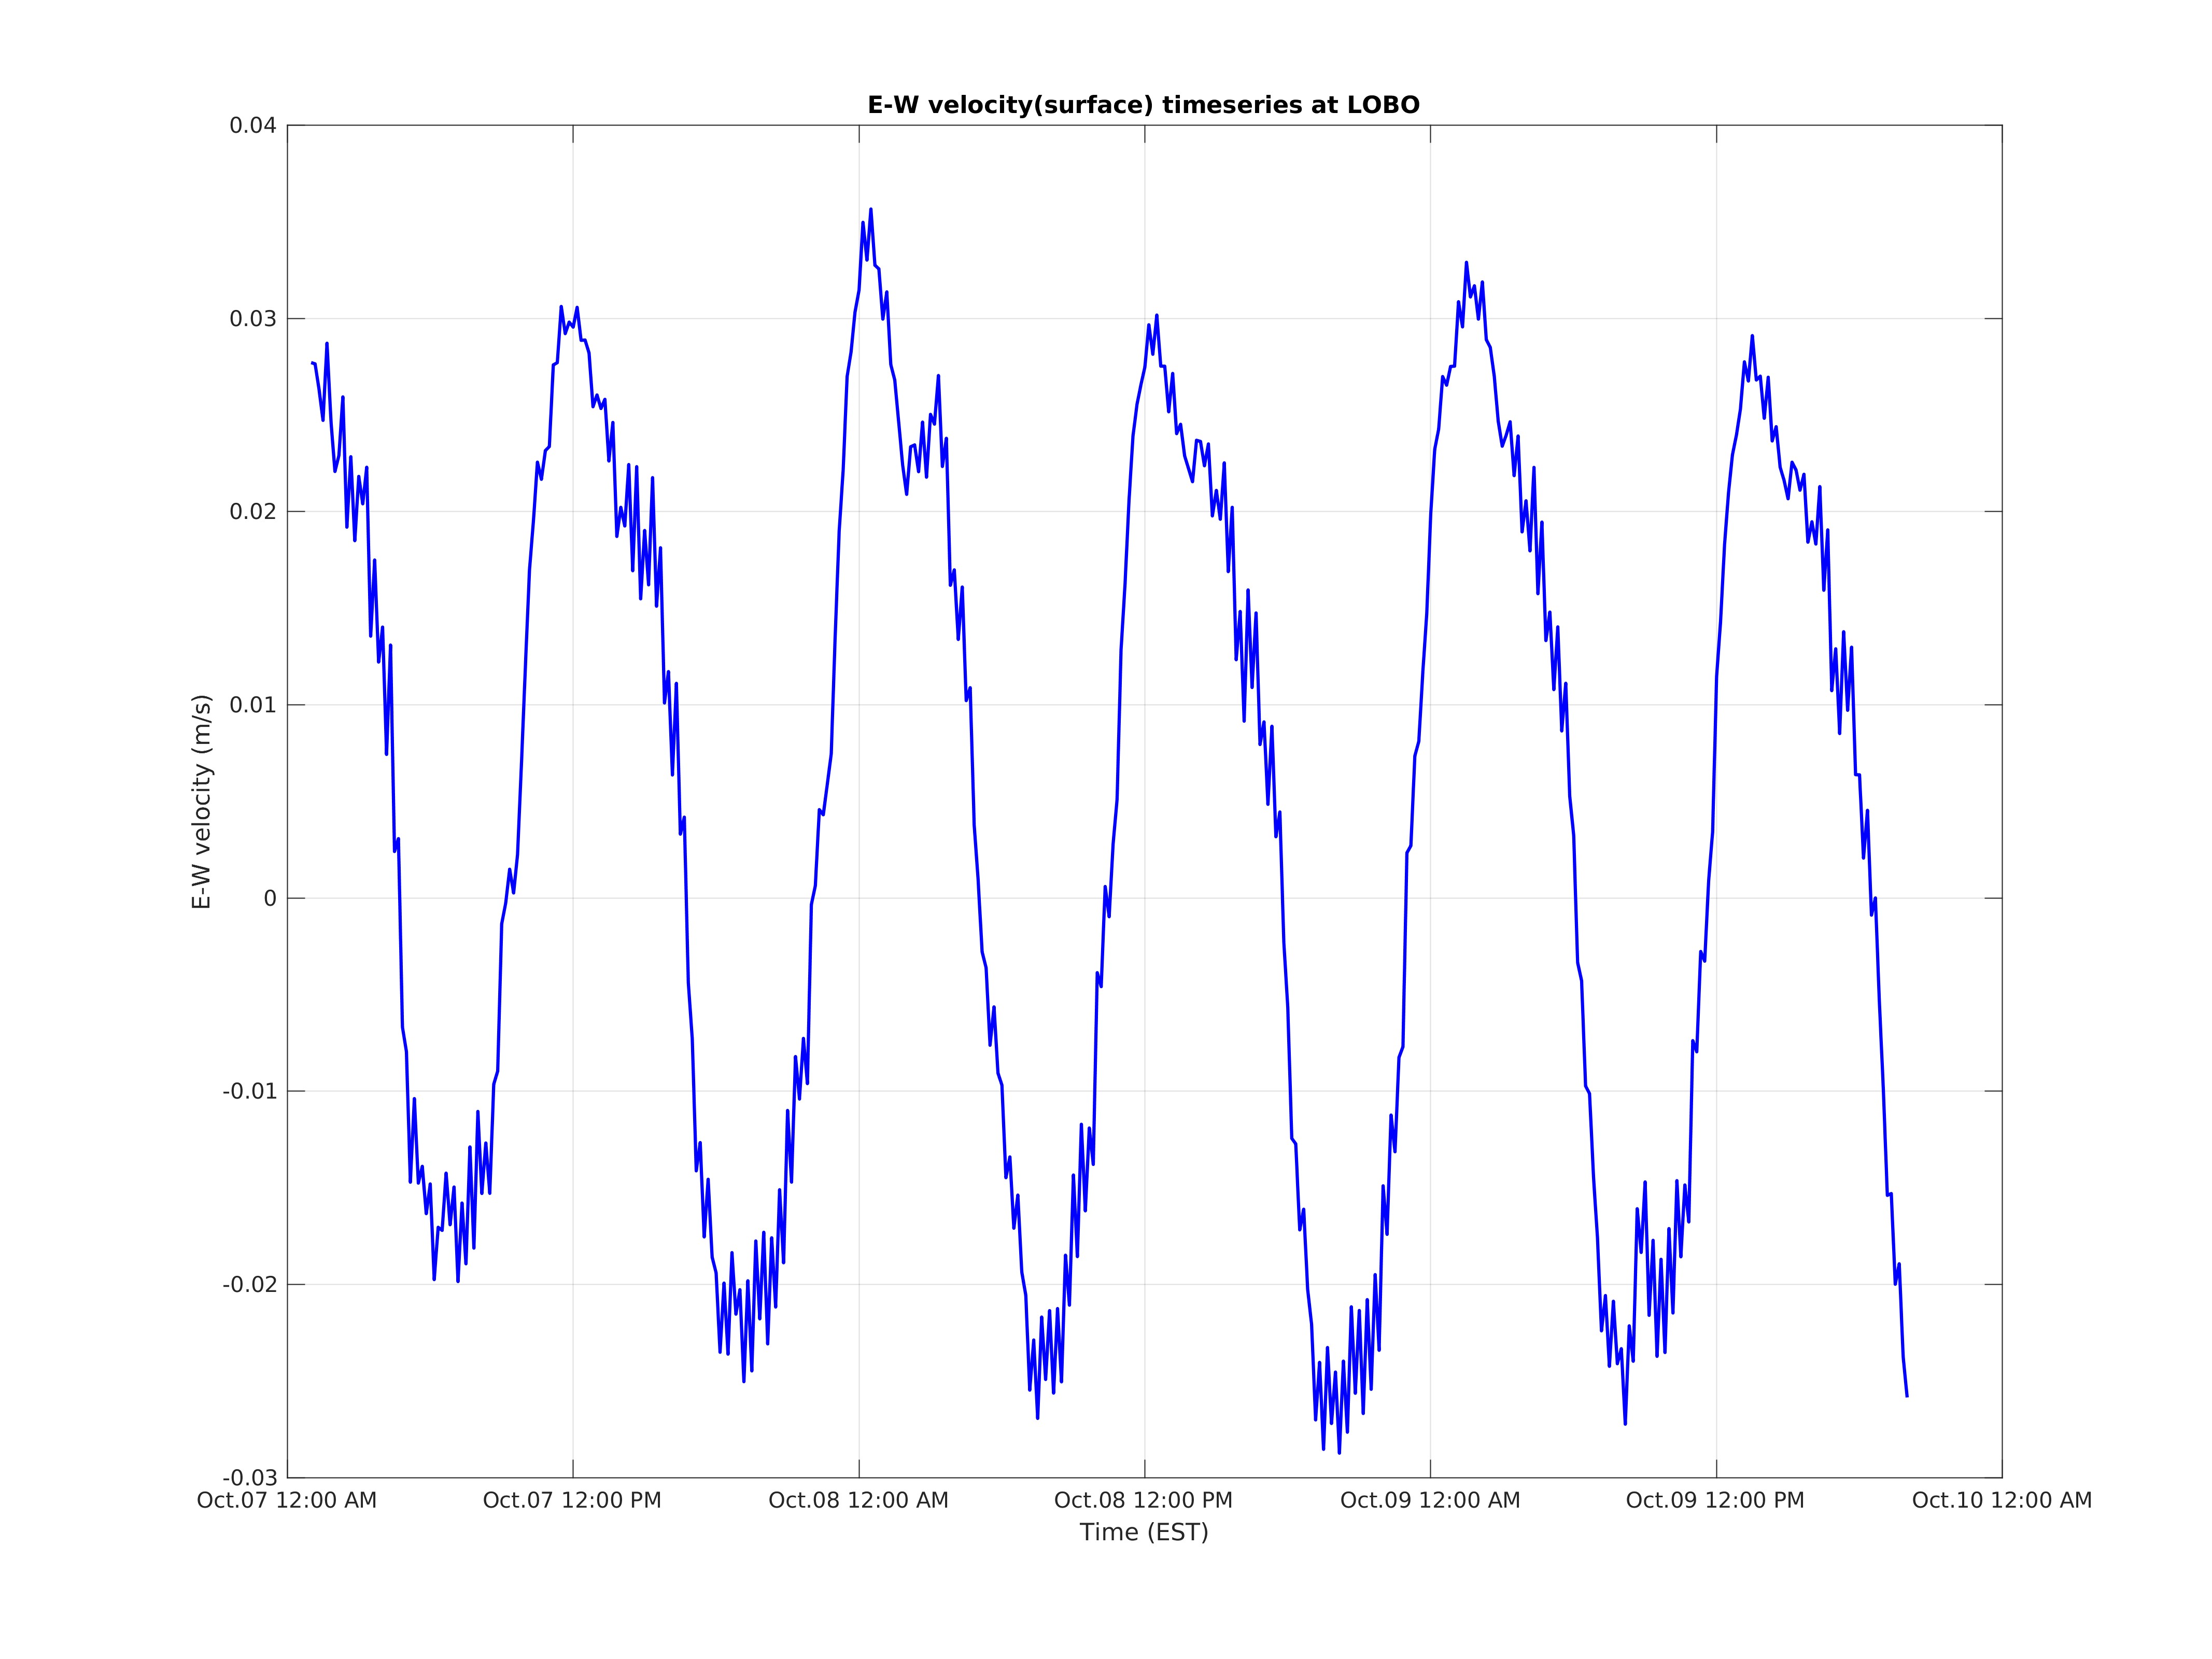 E-W velocity(surface) timeseries at LOBO
0.04
0.03
0.02
0.01
0
-0.01
-0.02
-0.03
E-W velocity (m/s)
Oct.07 12:00 AM Oct.07 12:00 PM Oct.08 12:00 AM Oct.08 12:00 PM Oct.09 12:00 AM Oct.09 12:00 PM Oct.10 12:00 AM
Time (EST)